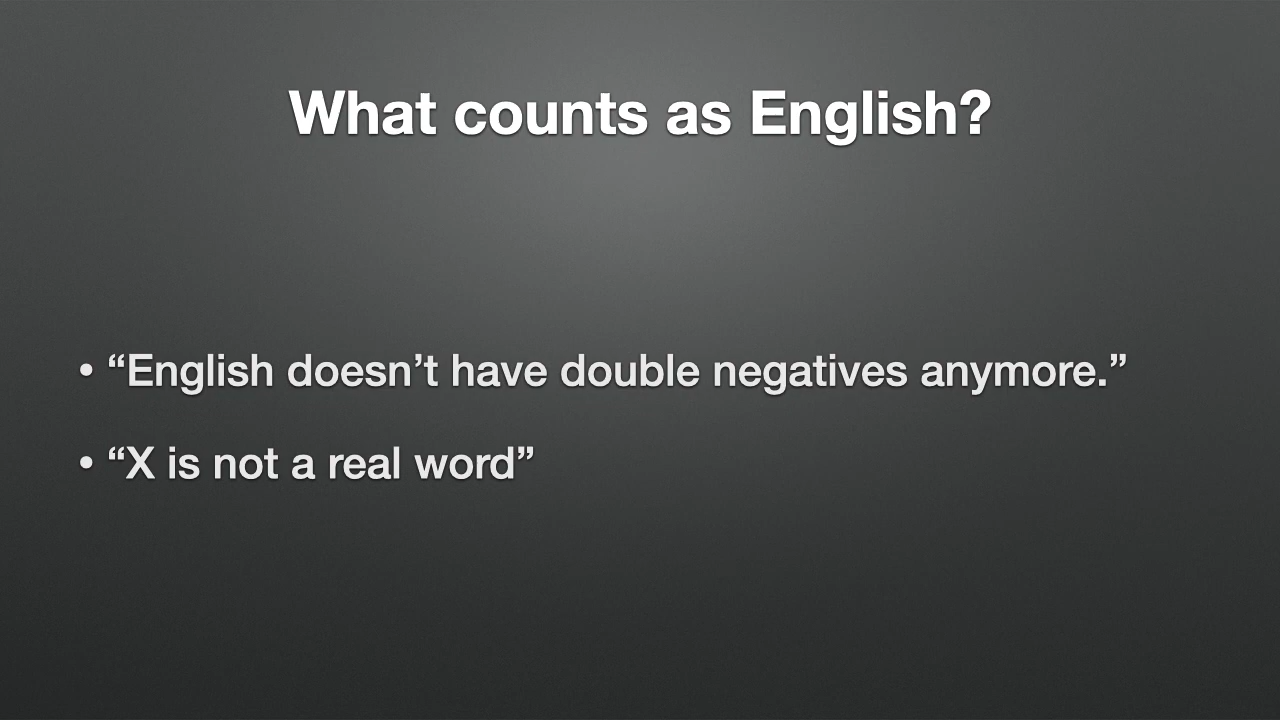 What counts as English?
• “English doesn’t have double negatives anymore.”
• “X is not a real word”